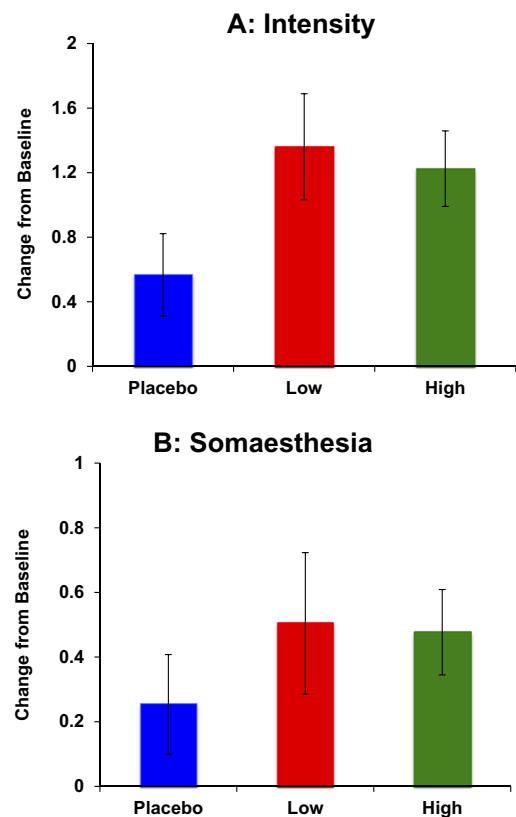 A: Intensity
Change from Baseline
2
1.6
1.2
0.8
0.4
0
Placebo Low High
B: Somaesthesia
Change from Baseline
1
0.8
0.6
0.4
0.2
0
Placebo Low High